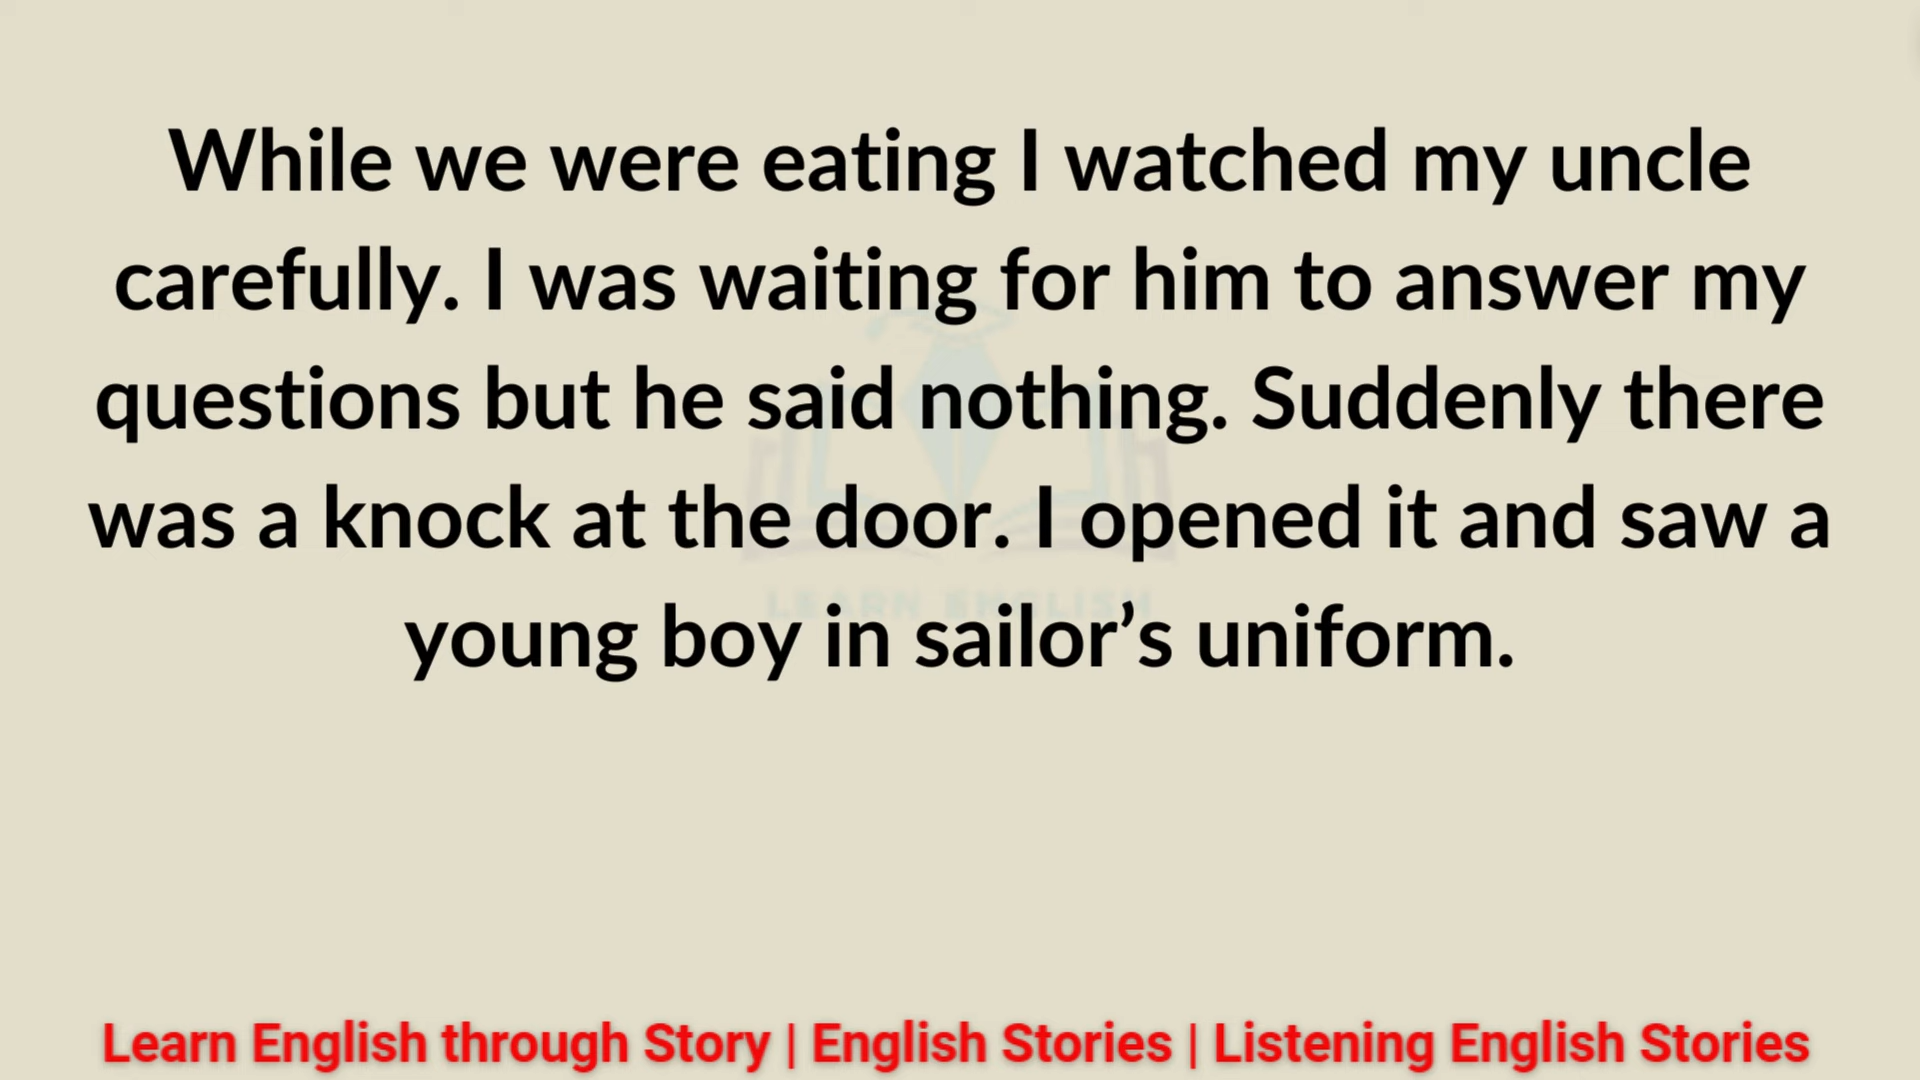 While we were eating I watched my uncle
carefully. I was waiting for him to answer my
questions but he said nothing. Suddenly there
was a knock at the door. I opened it and saw a
LEARN ENGLISH
young boy in sailor’s uniform.
Learn English through Story | English Stories | Listening English Stories